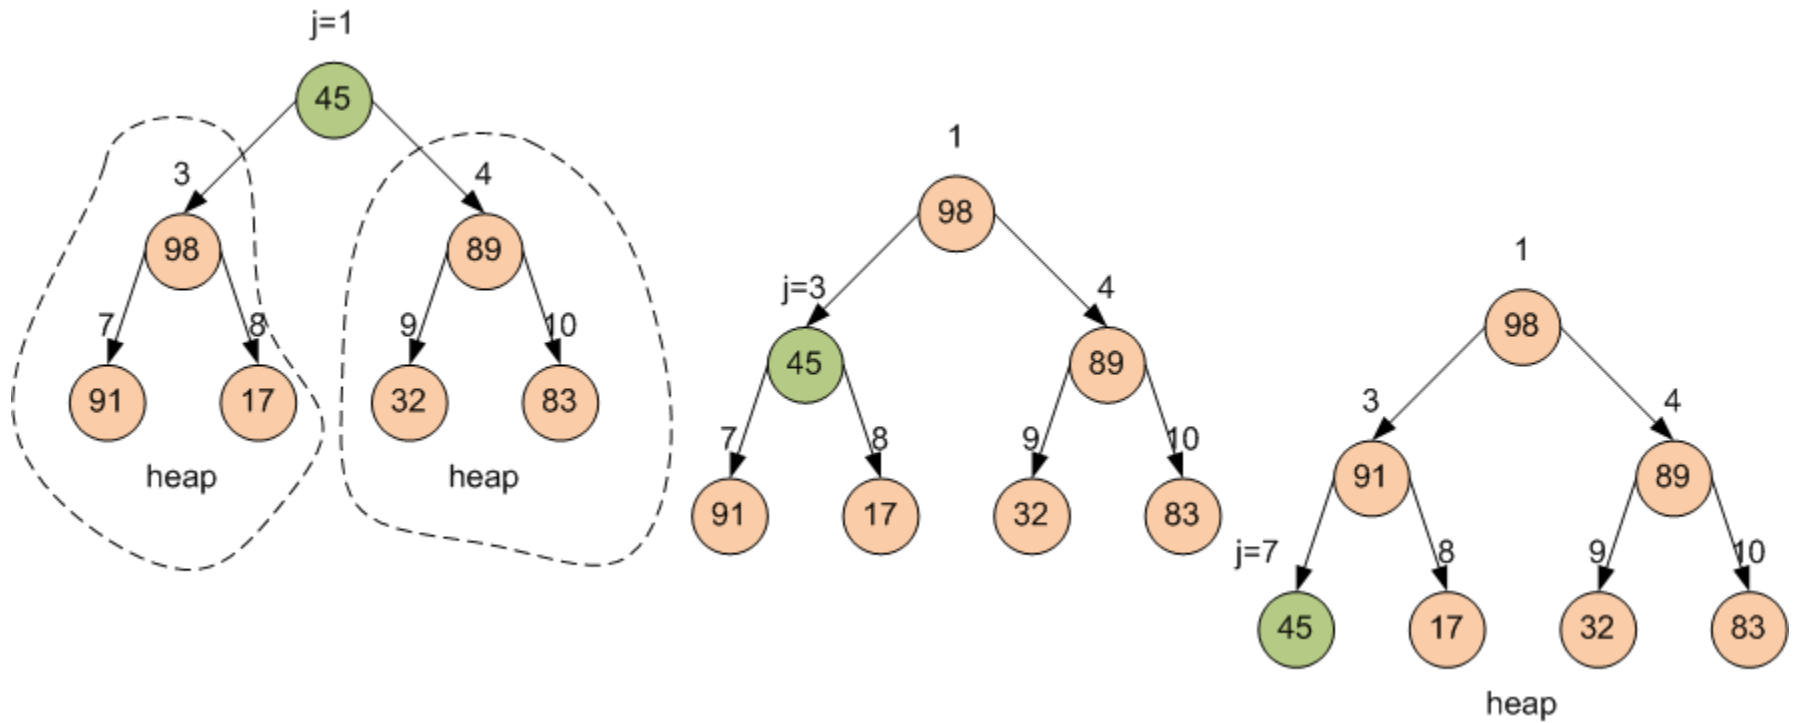 j=1
45
3 4
98 89
7 8 9 10
91 17 32 83
heap heap
1
98
j=3 4
45 89
7 8 9 10
91 17 32 83
1
98
3 4
91 89
j=7 8 9 10
45 17 32 83
heap